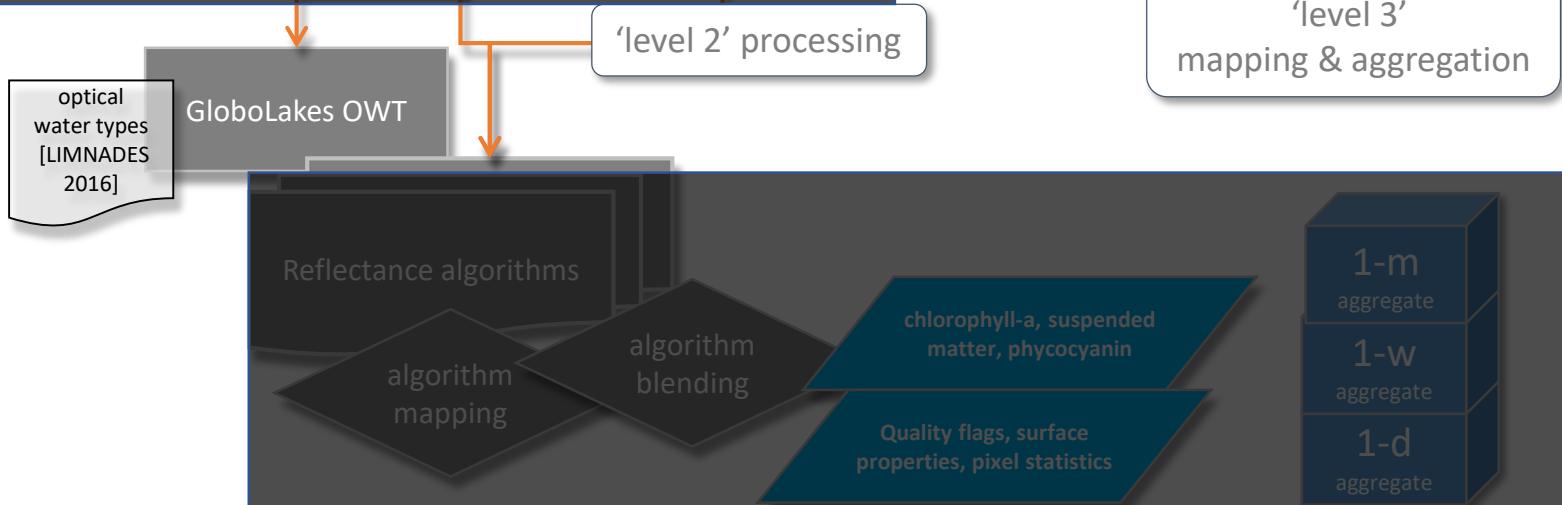 ‘level 2’ processing
‘level 3’
mapping & aggregation
optical
water types
[LIMNADES
2016]
GloboLakes OWT
Reflectance algorithms
algorithm
mapping
algorithm
blending
chlorophyll-a, suspended
matter, phycocyanin
Quality flags, surface
properties, pixel statistics
1-m
aggregate
1-w
aggregate
1-d
aggregate